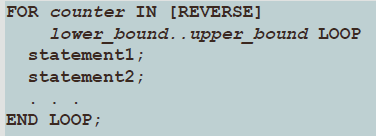 FOR counter IN [REVERSE]
lower_bound..upper_bound LOOP
statement1;
statement2;
. . .
END LOOP;